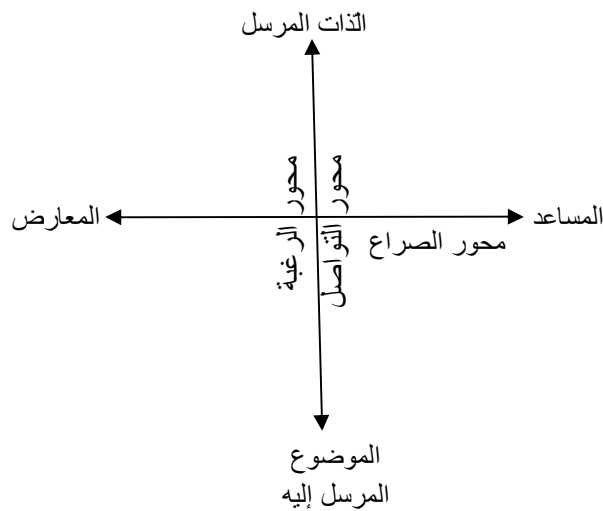 الذات المرسل
محور الرغبة
محور التواصل
المساعد
المعارض
محور الصراع
الموضوع
المرسل إليه